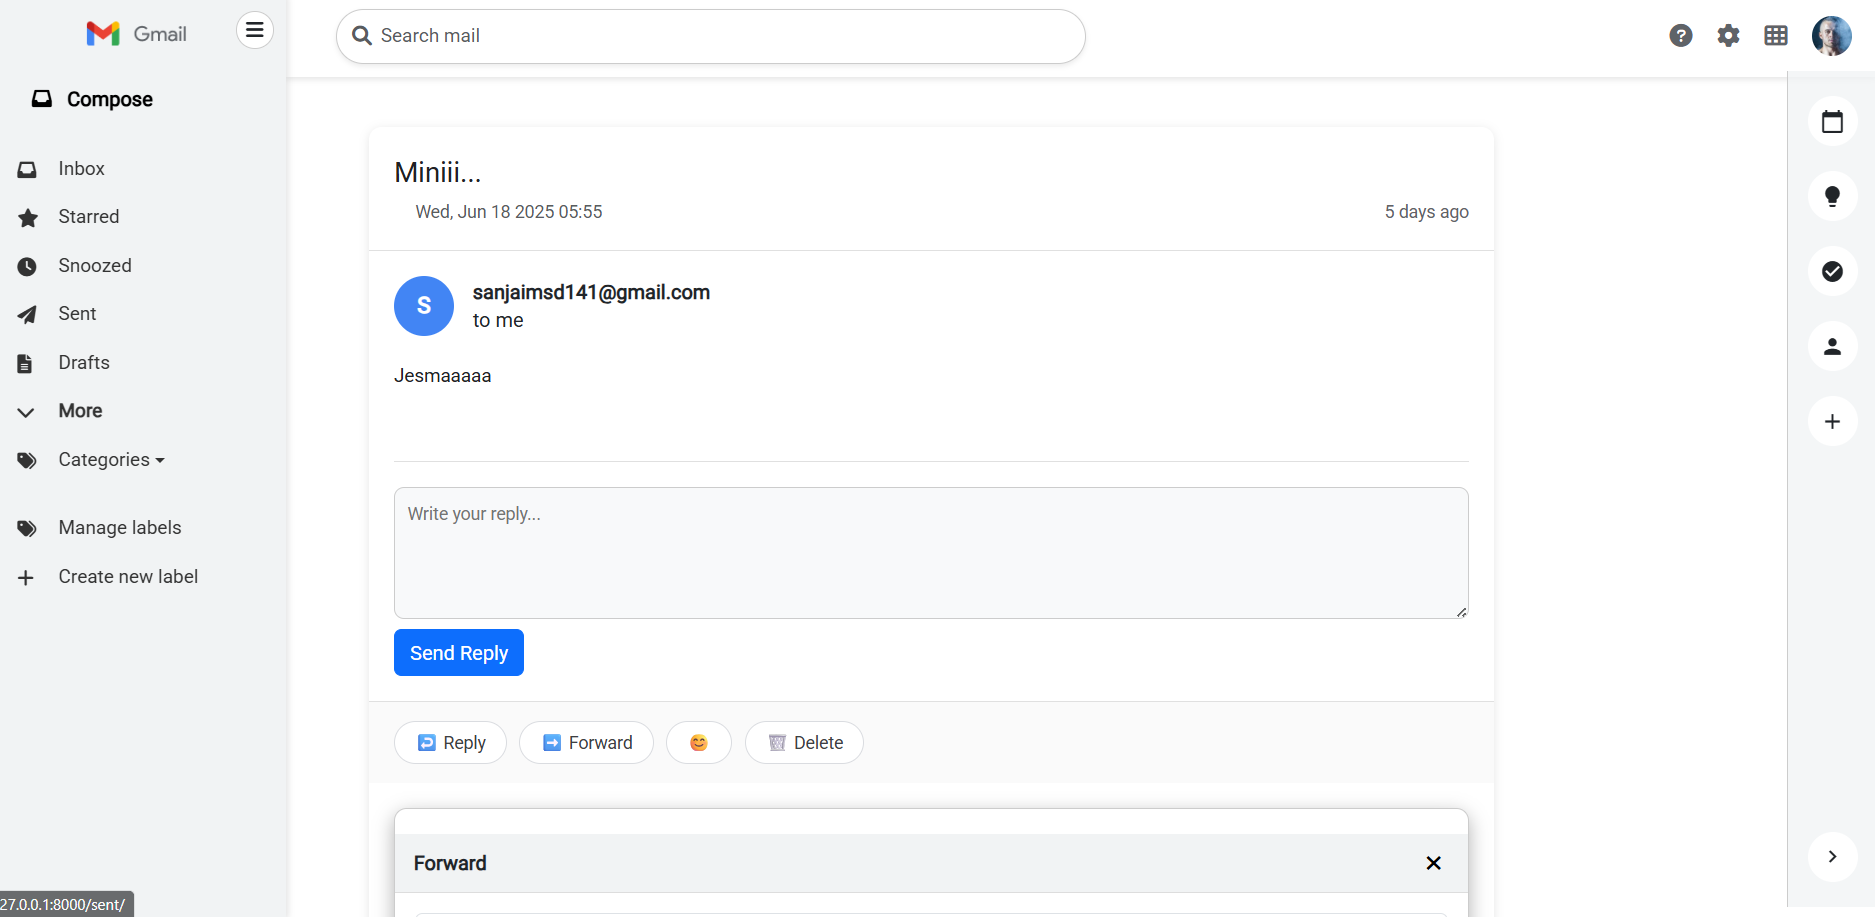 Gmail
Search mail
Compose
Inbox
Starred
Snoozed
Sent
Drafts
More
Categories
Manage labels
Create new label
Miniii...
Wed, Jun 18 2025 05:55
5 days ago
S
sanjaimsd141@gmail.com
to me
Jesmaaaaa
Write your reply...
Send Reply
Reply
Forward
Delete
Forward
27.0.0.1:8000/sent/